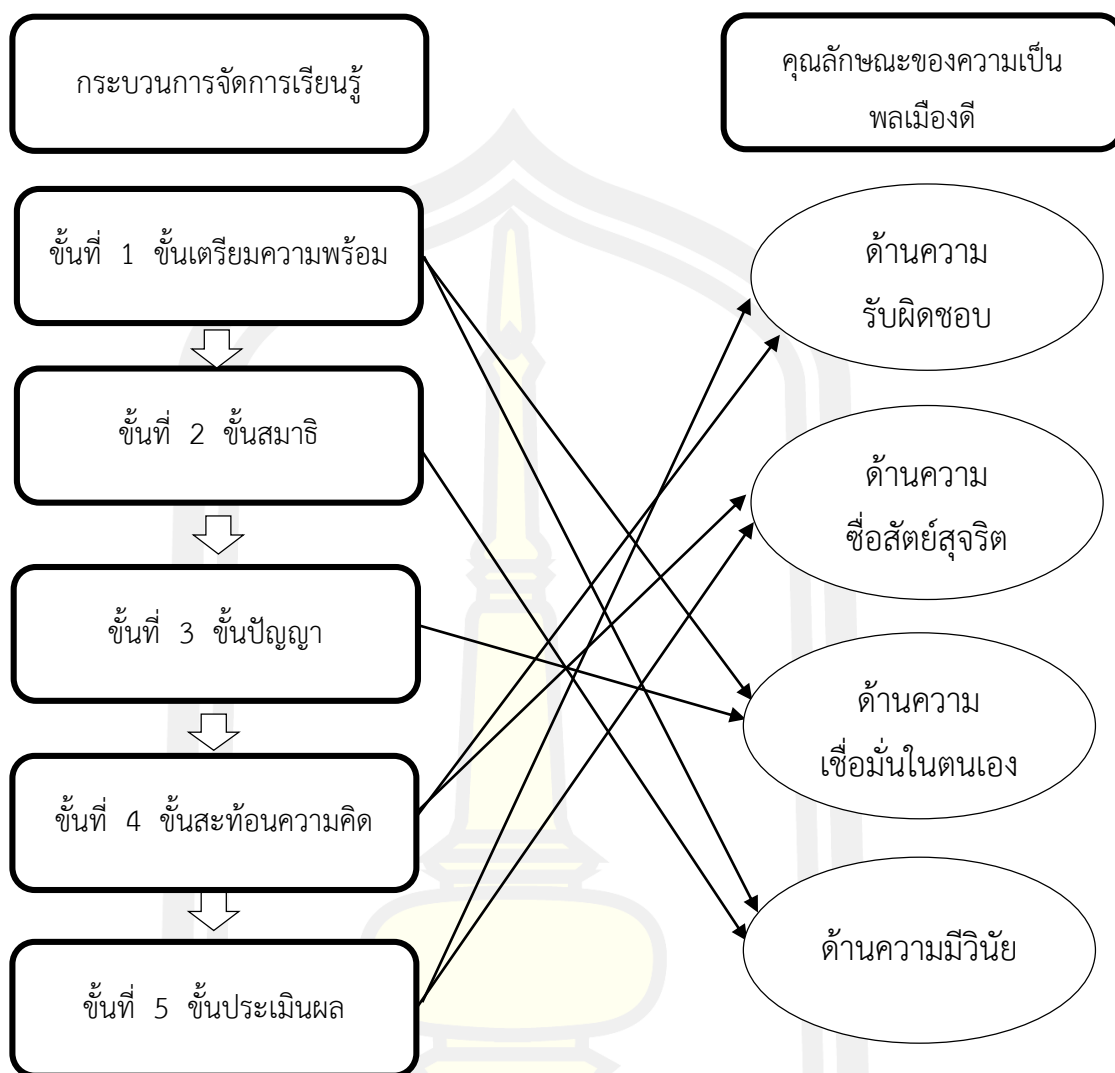 กระบวนการจัดการเรียนรู้
คุณลักษณะของความเป็น
พลเมืองดี
ขั้นที่ 1 ขั้นเตรียมความพร้อม
ขั้นที่ 2 ขั้นสมาธิ
ขั้นที่ 3 ขั้นปัญญา
ขั้นที่ 4 ขั้นสะท้อนความคิด
ขั้นที่ 5 ขั้นประเมินผล
ด้านความ
รับผิดชอบ
ด้านความ
ซื่อสัตย์สุจริต
ด้านความ
เชื่อมั่นในตนเอง
ด้านความมีวินัย